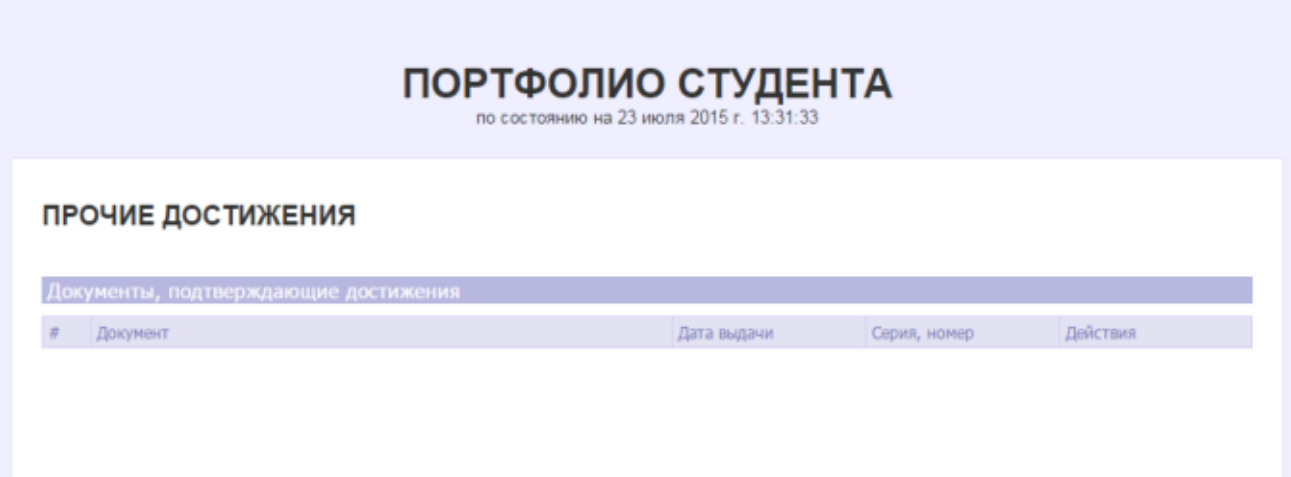 ПОРТФОЛИО СТУДЕНТА
по состоянию на 23 июля 2015 г. 13:31:33
ПРОЧИЕ ДОСТИЖЕНИЯ
Документы, подтверждающие достижения
# Документ Дата выдачи Серия, номер Действия